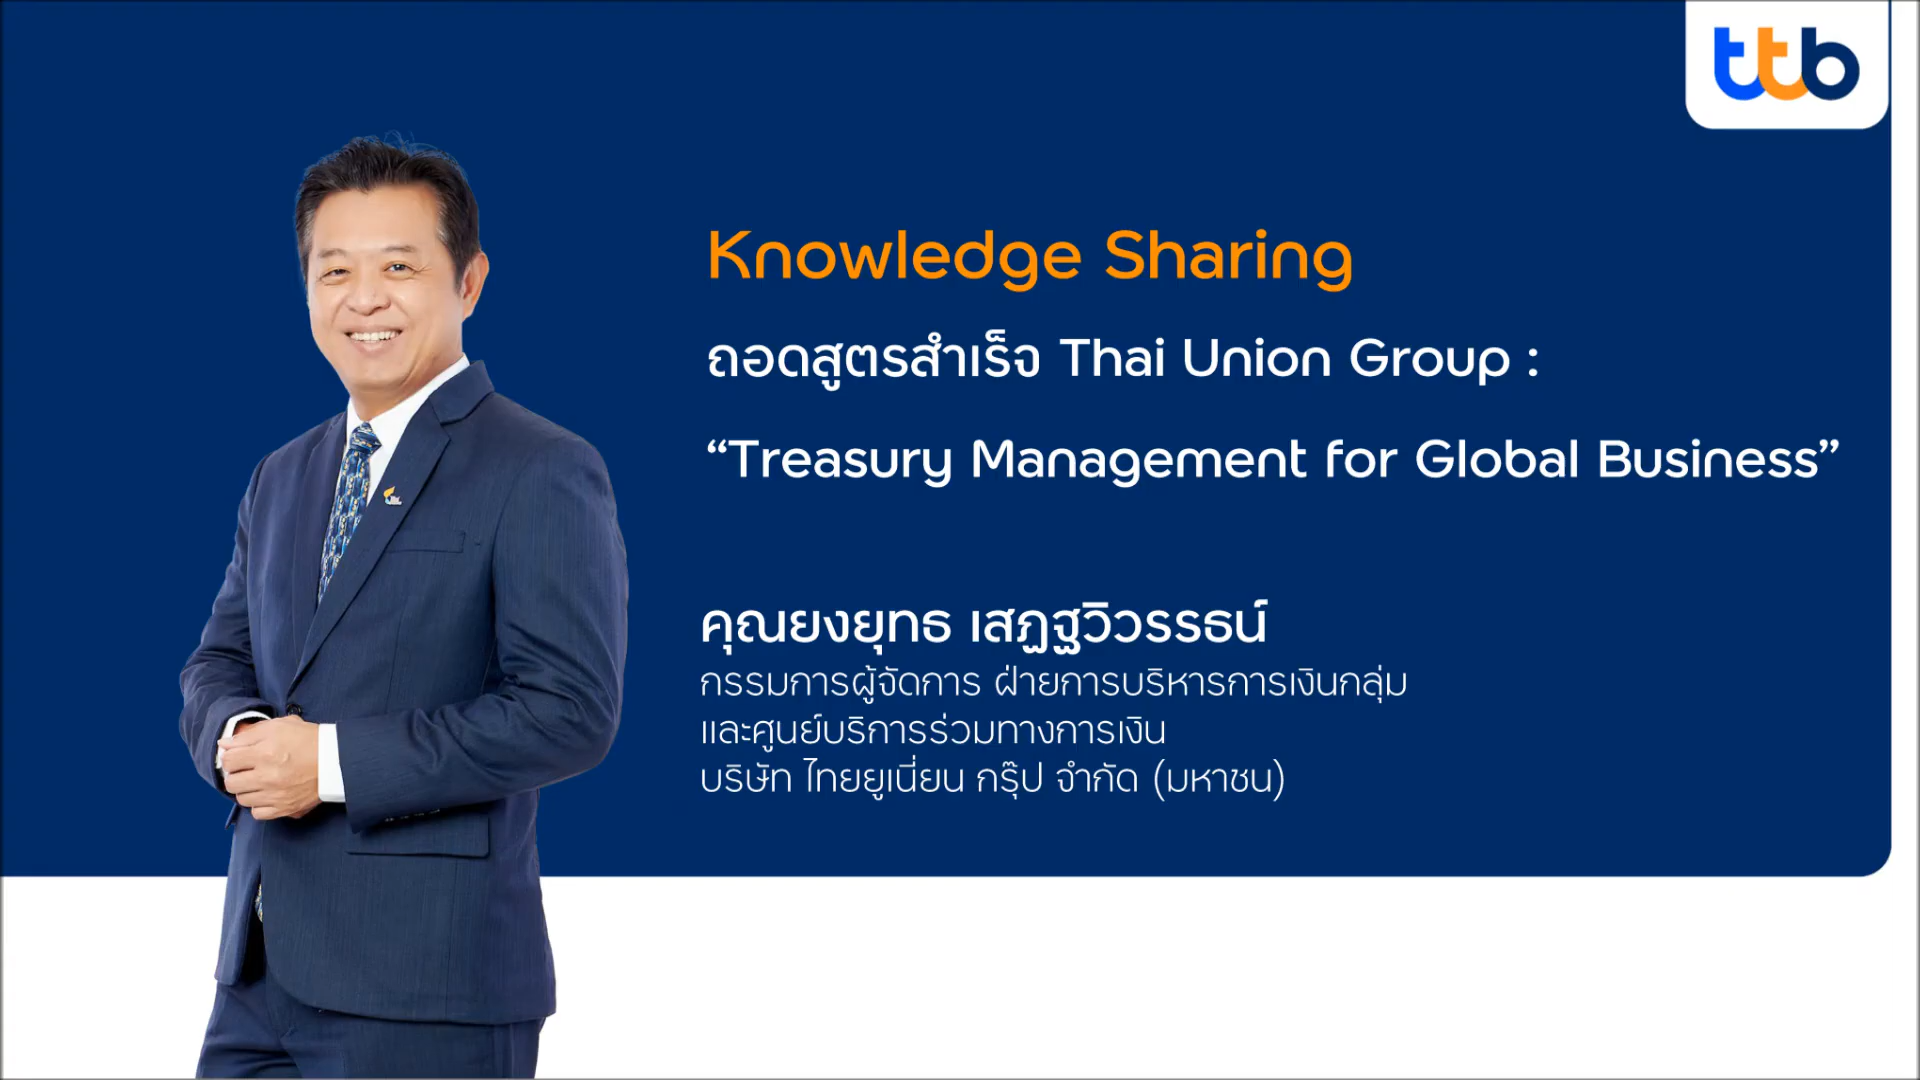 ttb
Knowledge Sharing
ถอดสูตรสำเร็จ Thai Union Group :
“Treasury Management for Global Business”
คุณยงยุทธ เสฏฐวิวรรธน์
กรรมการผู้จัดการ ฝ่ายการบริหารการเงินกลุ่ม
และศูนย์บริการร่วมทางการเงิน
บริษัท ไทยยูเนี่ยน กรุ๊ป จำกัด (มหาชน)